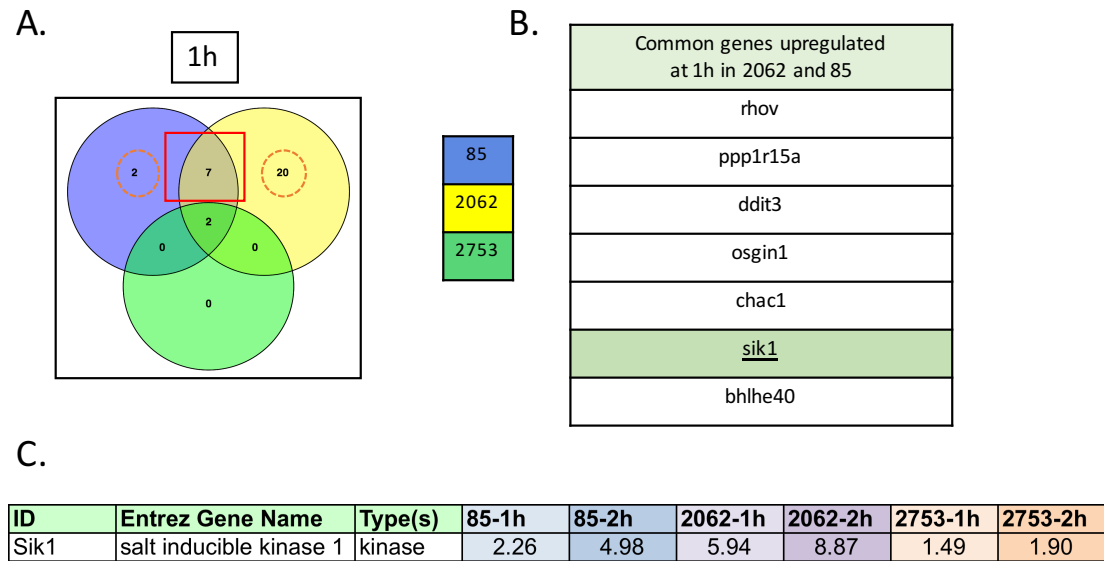 A.
1h
2
7
20
2
0
0
0
85
2062
2753
B.
Common genes upregulated
at 1h in 2062 and 85
rhov
ppp1r15a
ddit3
osgin1
chac1
sik1
bhlhe40
C.
ID Entrez Gene Name Type(s) 85-1h 85-2h 2062-1h 2062-2h 2753-1h 2753-2h
Sik1 salt inducible kinase 1 kinase 2.26 4.98 5.94 8.87 1.49 1.90